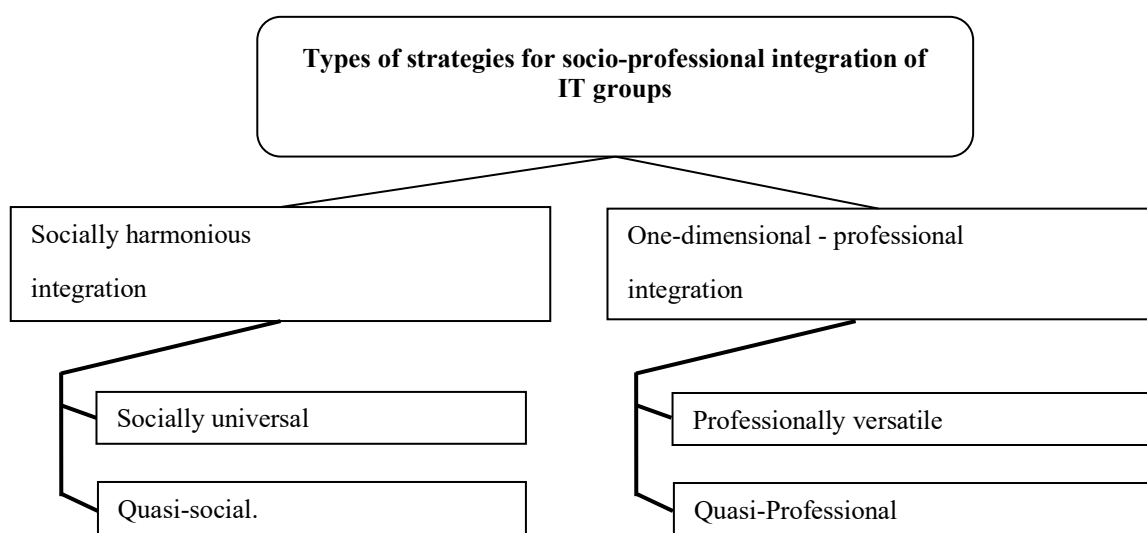 Types of strategies for socio-professional integration of
IT groups
Socially harmonious
integration
One-dimensional - professional
integration
Socially universal
Professionally versatile
Quasi-social.
Quasi-Professional